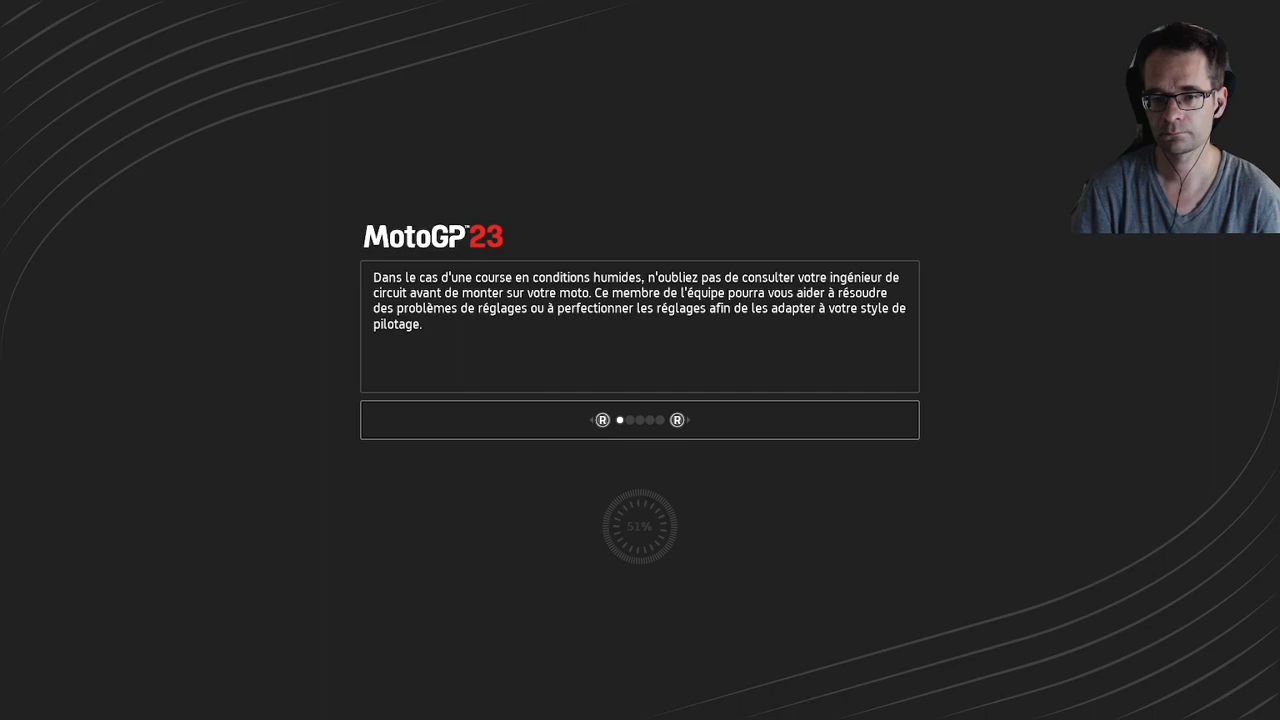 MotoGP™23
Dans le cas d'une course en conditions humides, n'oubliez pas de consulter votre ingénieur de
circuit avant de monter sur votre moto. Ce membre de l'équipe pourra vous aider à résoudre
des problèmes de réglages ou à perfectionner les réglages afin de les adapter à votre style de
pilotage.
R R
51%